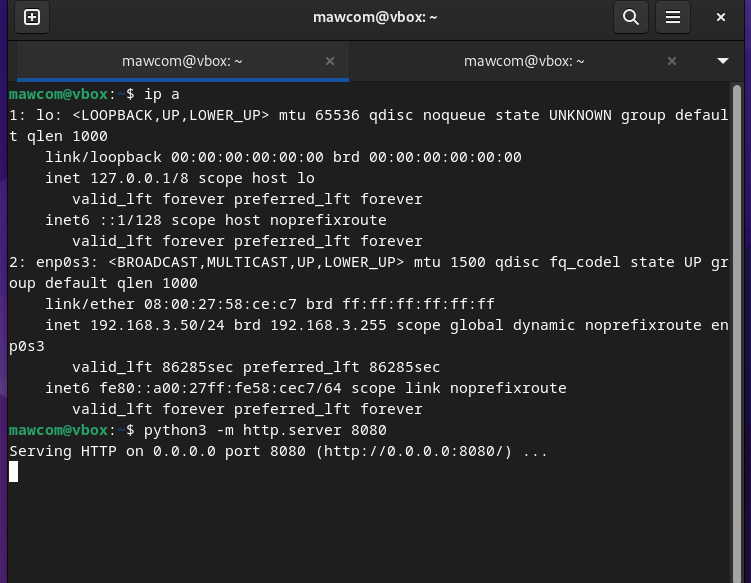 mawcom@vbox: ~
mawcom@vbox: ~ mawcom@vbox: ~
mawcom@vbox:~$ ip a
1: lo: <LOOPBACK,UP,LOWER_UP> mtu 65536 qdisc noqueue state UNKNOWN group defaul
t qlen 1000
    link/loopback 00:00:00:00:00:00 brd 00:00:00:00:00:00
    inet 127.0.0.1/8 scope host lo
       valid_lft forever preferred_lft forever
    inet6 ::1/128 scope host noprefixroute
       valid_lft forever preferred_lft forever
2: enp0s3: <BROADCAST,MULTICAST,UP,LOWER_UP> mtu 1500 qdisc fq_codel state UP gr
oup default qlen 1000
    link/ether 08:00:27:58:ce:c7 brd ff:ff:ff:ff:ff:ff
    inet 192.168.3.50/24 brd 192.168.3.255 scope global dynamic noprefixroute en
p0s3
       valid_lft 86285sec preferred_lft 86285sec
    inet6 fe80::a00:27ff:fe58:cec7/64 scope link noprefixroute
       valid_lft forever preferred_lft forever
mawcom@vbox:~$ python3 -m http.server 8080
Serving HTTP on 0.0.0.0 port 8080 (http://0.0.0.0:8080/) ...